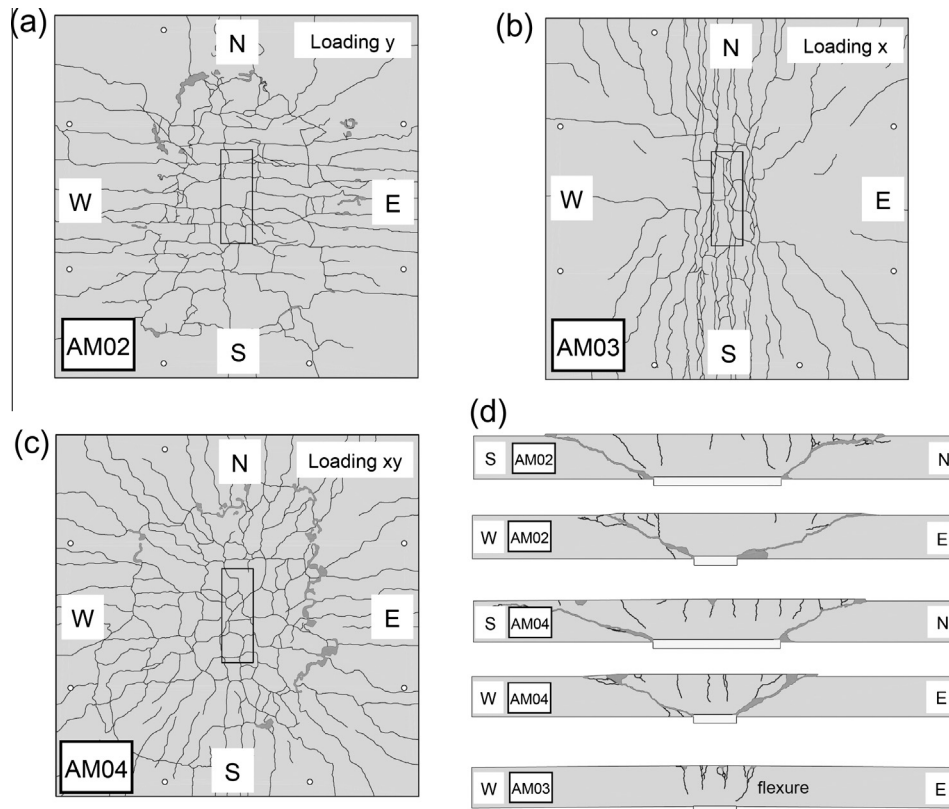 (a)
N
Loading y
W
E
AM02
S
(b)
N
Loading x
W
E
AM03
S
(c)
N
Loading xy
W
E
AM04
S
(d)
S AM02 N
W AM02 E
S AM04 N
W AM04 E
W AM03 flexure E